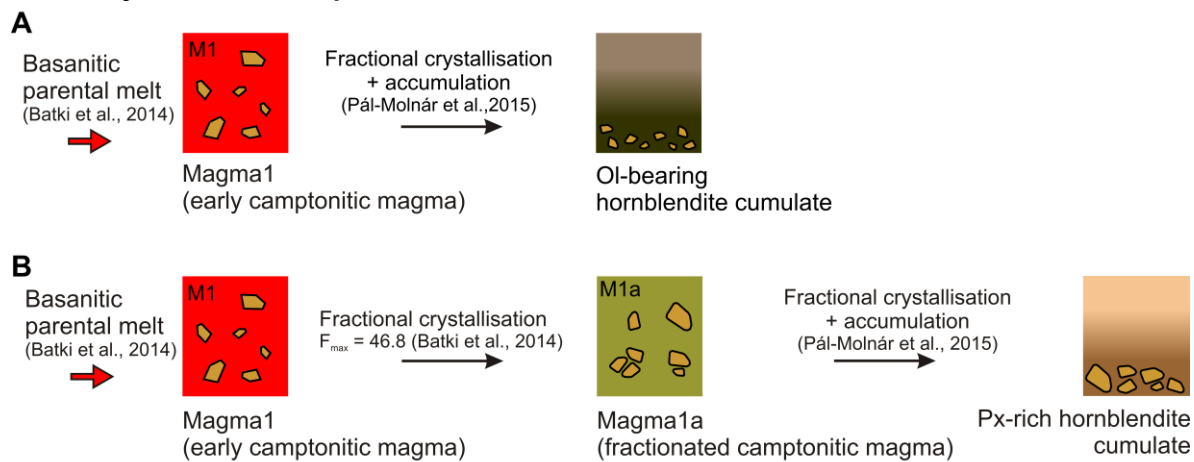 A
Basanitic
parental melt
(Batki et al., 2014)
M1
Magma1
(early camptonitic magma)
Fractional crystallisation
+ accumulation
(Pál-Molnár et al.,2015)
Ol-bearing
hornblendite cumulate
B
Basanitic
parental melt
(Batki et al., 2014)
M1
Magma1
(early camptonitic magma)
Fractional crystallisation
Fmax = 46.8 (Batki et al., 2014)
M1a
Magma1a
(fractionated camptonitic magma)
Fractional crystallisation
+ accumulation
(Pál-Molnár et al., 2015)
Px-rich hornblendite
cumulate